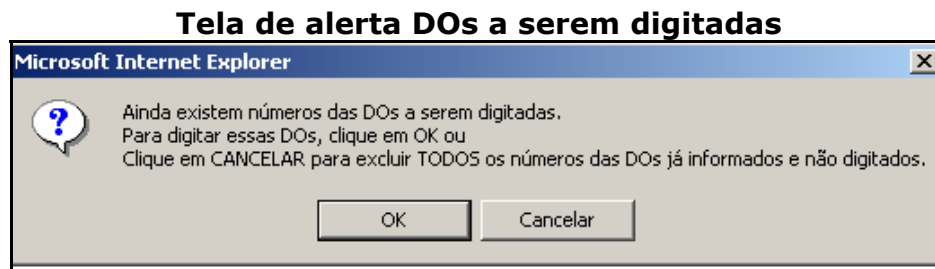 Tela de alerta DOs a serem digitadas
Microsoft Internet Explorer
Ainda existem números das DOs a serem digitadas.
Para digitar essas DOs, clique em OK ou
Clique em CANCELAR para excluir TODOS os números das DOs já informados e não digitados.
OK Cancelar